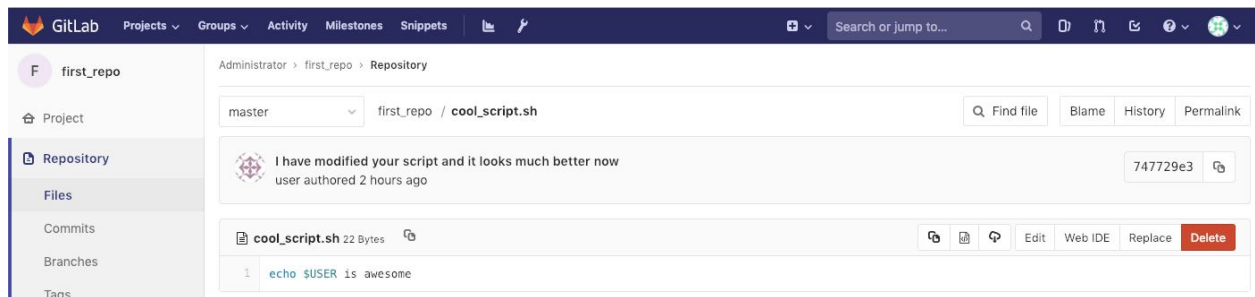 GitLab Projects Groups Activity Milestones Snippets Search or jump to...
F first_repo
Administrator › first_repo › Repository
Project
master first_repo / cool_script.sh Find file Blame History Permalink
Repository
I have modified your script and it looks much better now
user authored 2 hours ago
747729e3
Files
Commits
cool_script.sh 22 Bytes Edit Web IDE Replace Delete
Branches
1 echo $USER is awesome
Tags